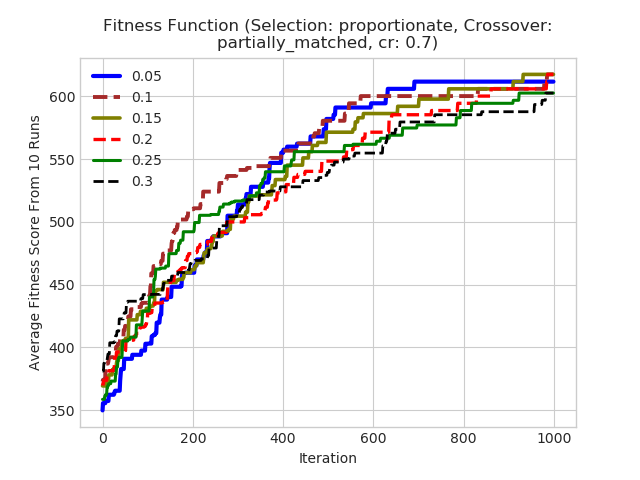 Fitness Function (Selection: proportionate, Crossover:
partially_matched, cr: 0.7)
Average Fitness Score From 10 Runs
600
550
500
450
400
350
0.05
0.1
0.15
0.2
0.25
0.3
0 200 400 600 800 1000
Iteration